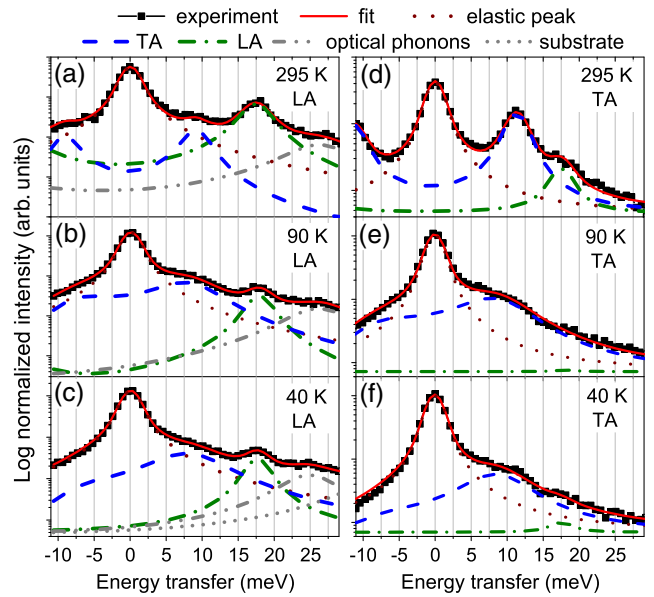 experiment fit elastic peak
TA LA optical phonons substrate
(a) 295 K LA
(d) 295 K TA
(b) 90 K LA
(e) 90 K TA
(c) 40 K LA
(f) 40 K TA
Log normalized intensity (arb. units)
-10 -5 0 5 10 15 20 25
-10 -5 0 5 10 15 20 25
Energy transfer (meV)
Energy transfer (meV)